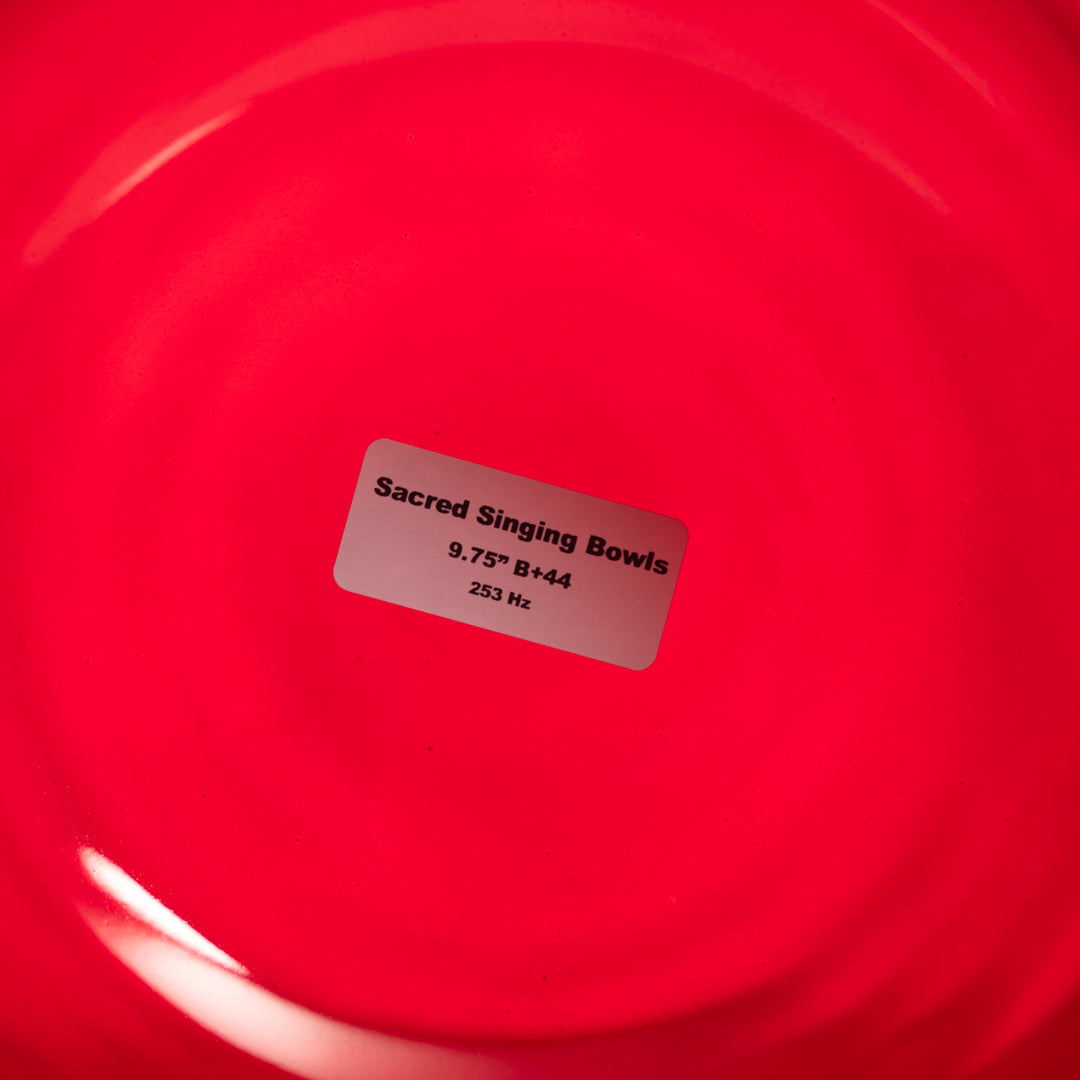 Sacred Singing Bowls
9.75” B+44
253 Hz